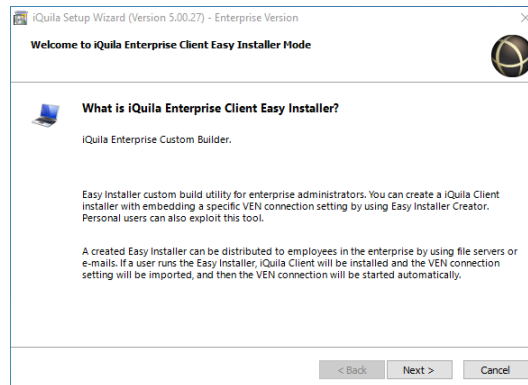 iQuila Setup Wizard (Version 5.00.27) - Enterprise Version
Welcome to iQuila Enterprise Client Easy Installer Mode
What is iQuila Enterprise Client Easy Installer?
iQuila Enterprise Custom Builder.
Easy Installer custom build utility for enterprise administrators. You can create a iQuila Client
installer with embedding a specific VEN connection setting by using Easy Installer Creator.
Personal users can also exploit this tool.
A created Easy Installer can be distributed to employees in the enterprise by using file servers or
e-mails. If a user runs the Easy Installer, iQuila Client will be installed and the VEN connection
setting will be imported, and then the VEN connection will be started automatically.
< Back Next > Cancel